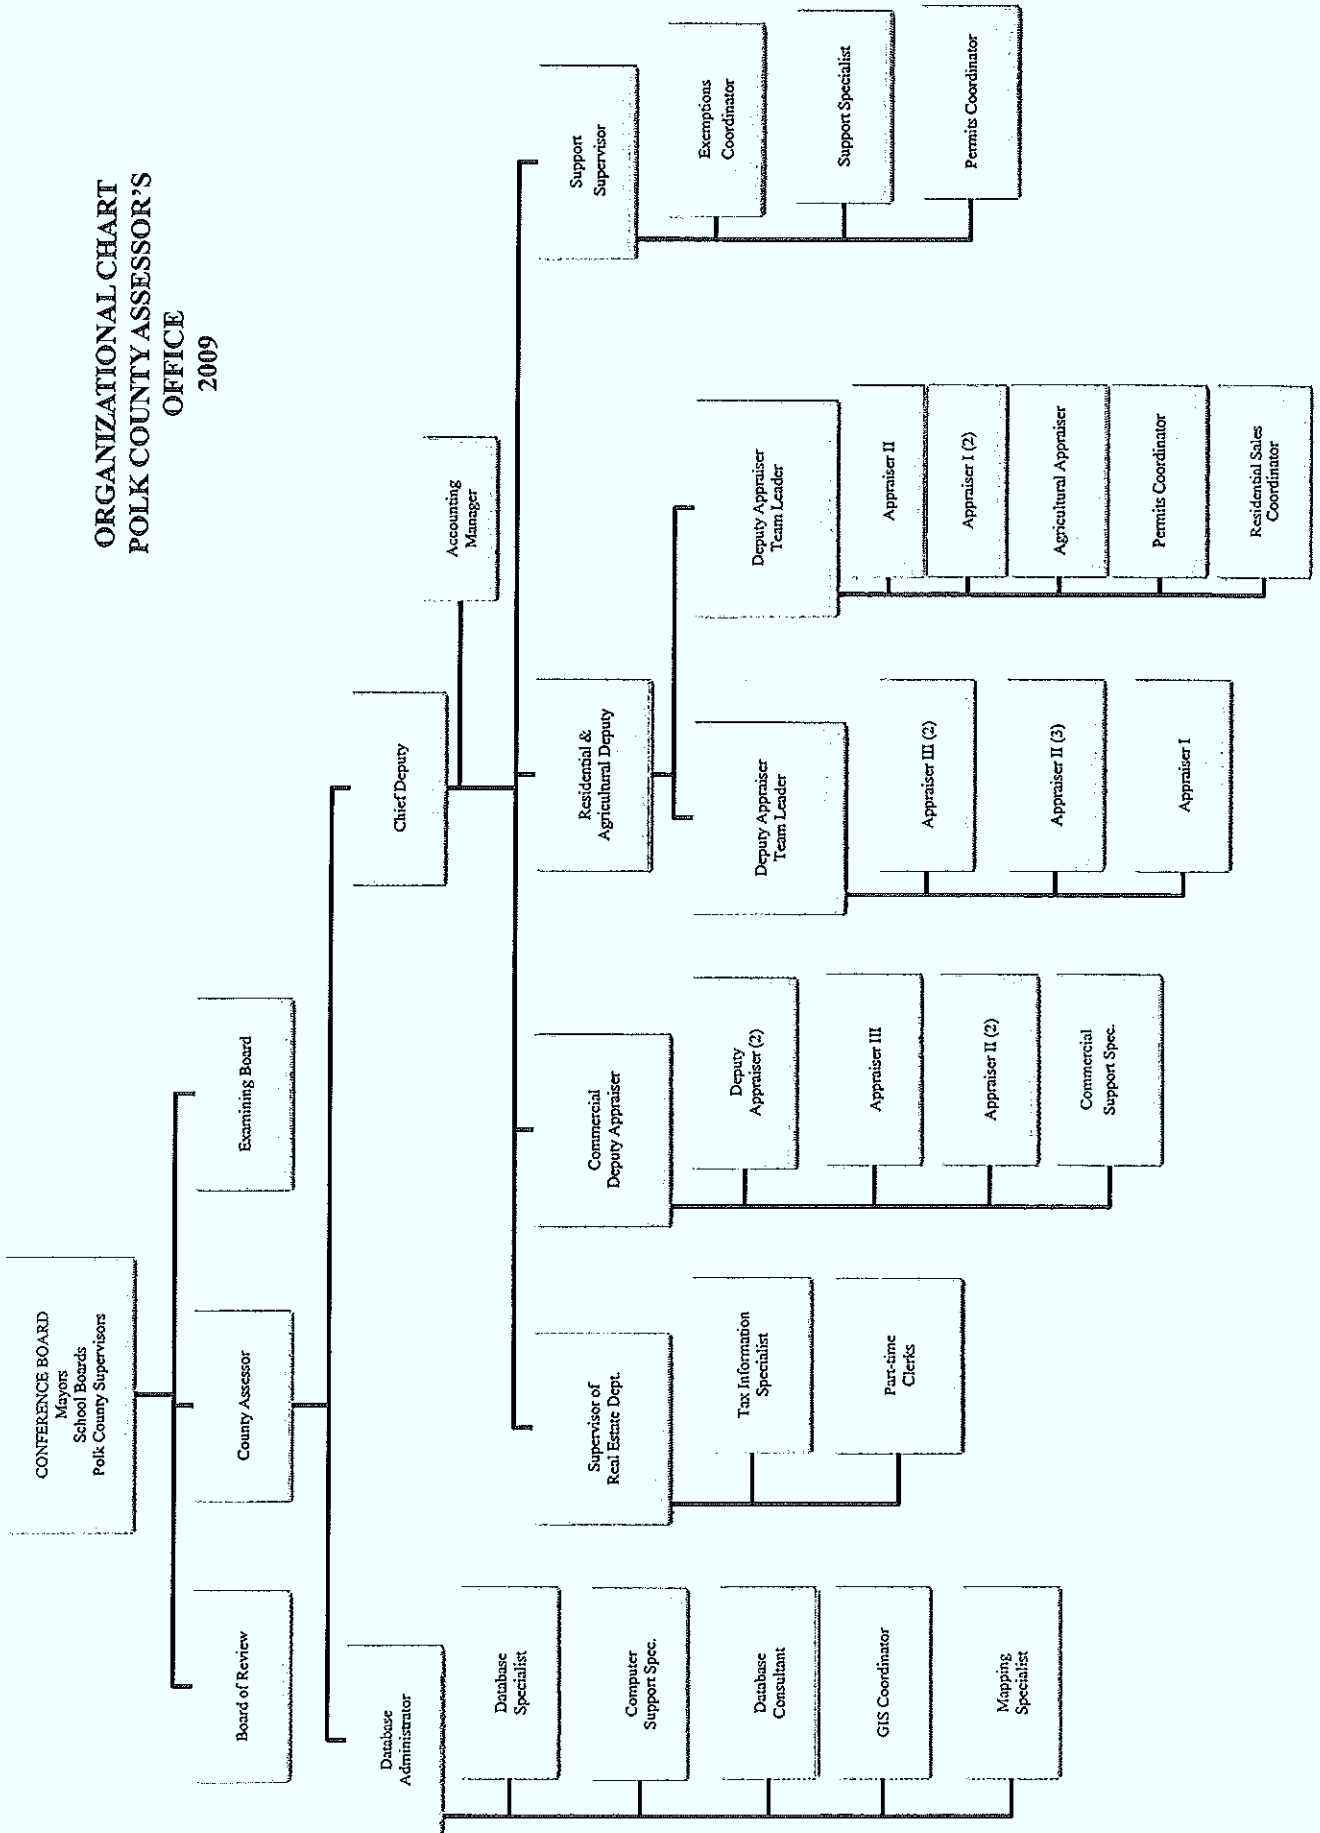 ORGANIZATIONAL CHART
POLK COUNTY ASSESSOR'S
OFFICE
2009
CONFERENCE BOARD
Mayors
School Boards
Polk County Supervisors
Board of Review
County Assessor
Examining Board
Database
Administrator
Chief Deputy
Accounting
Manager
Database
Specialist
Computer
Support Spec.
Database
Consultant
GIS Coordinator
Mapping
Specialist
Supervisor of
Real Estate Dept.
Tax Information
Specialist
Part-time
Clerks
Commercial
Deputy Appraiser
Deputy
Appraiser (2)
Appraiser III
Appraiser II (2)
Commercial
Support Spec.
Residential &
Agricultural Deputy
Deputy Appraiser
Team Leader
Appraiser III (2)
Appraiser II (3)
Appraiser I
Deputy Appraiser
Team Leader
Appraiser II
Appraiser I (2)
Agricultural Appraiser
Permits Coordinator
Residential Sales
Coordinator
Support
Supervisor
Exemptions
Coordinator
Support Specialist
Permits Coordinator